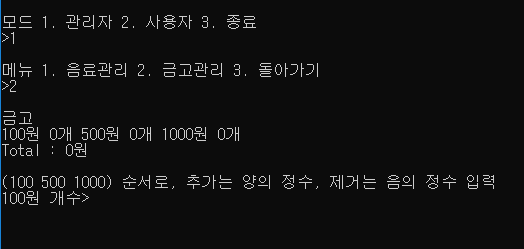 모드 1. 관리자 2. 사용자 3. 종료
>1
메뉴 1. 음료관리 2. 금고관리 3. 돌아가기
>2
금고
100원 0개 500원 0개 1000원 0개
Total : 0원
(100 500 1000) 순서로, 추가는 양의 정수, 제거는 음의 정수 입력
100원 개수>